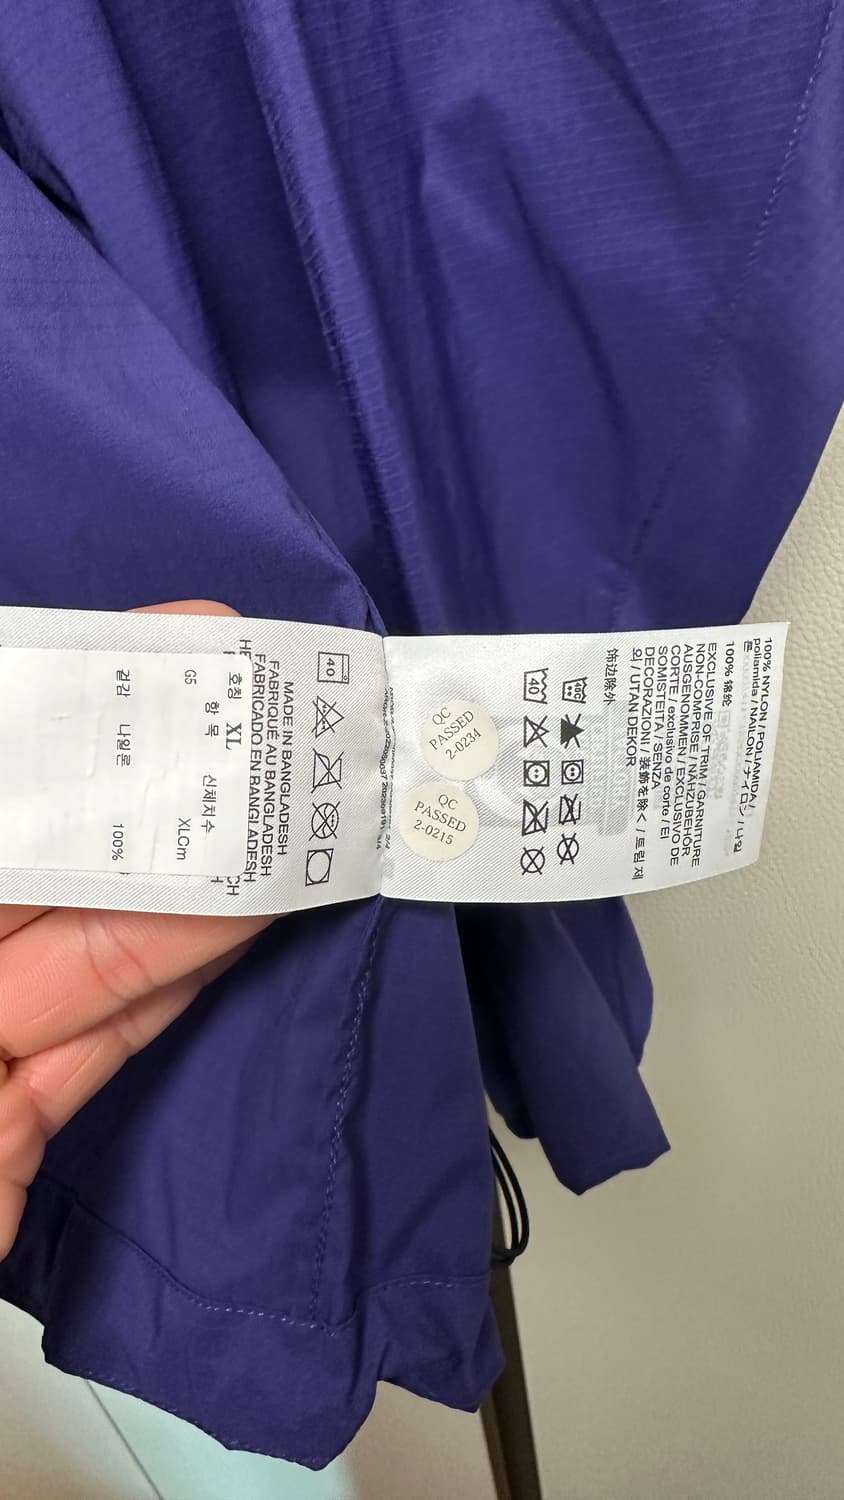 100% NYLON / POLIAMIDA /
poliamida / NAILON / ナイロン / 나일
론
100% 锦纶
EXCLUSIVE OF TRIM / GARNITURE
NON-COMPRISE / NÄHZUBEHÖR
AUSGENOMMEN / EXCLUSIVO DE
CORTE / exclusivo de corte / EI
SOMISTEITA / SENZA
DECORAZIONI / 装飾を除く / 트림 제
외 / UTAN DEKOR
饰边除外
40
40C
QC
PASSED
2-0234
QC
PASSED
2-0215
40
MADE IN BANGLADESH
FABRIQUÉ AU BANGLADESH
FABRICADO EN BANGLADESH
호칭 XL
항목 신체치수
G5 XLCm
겉감 나일론 100%